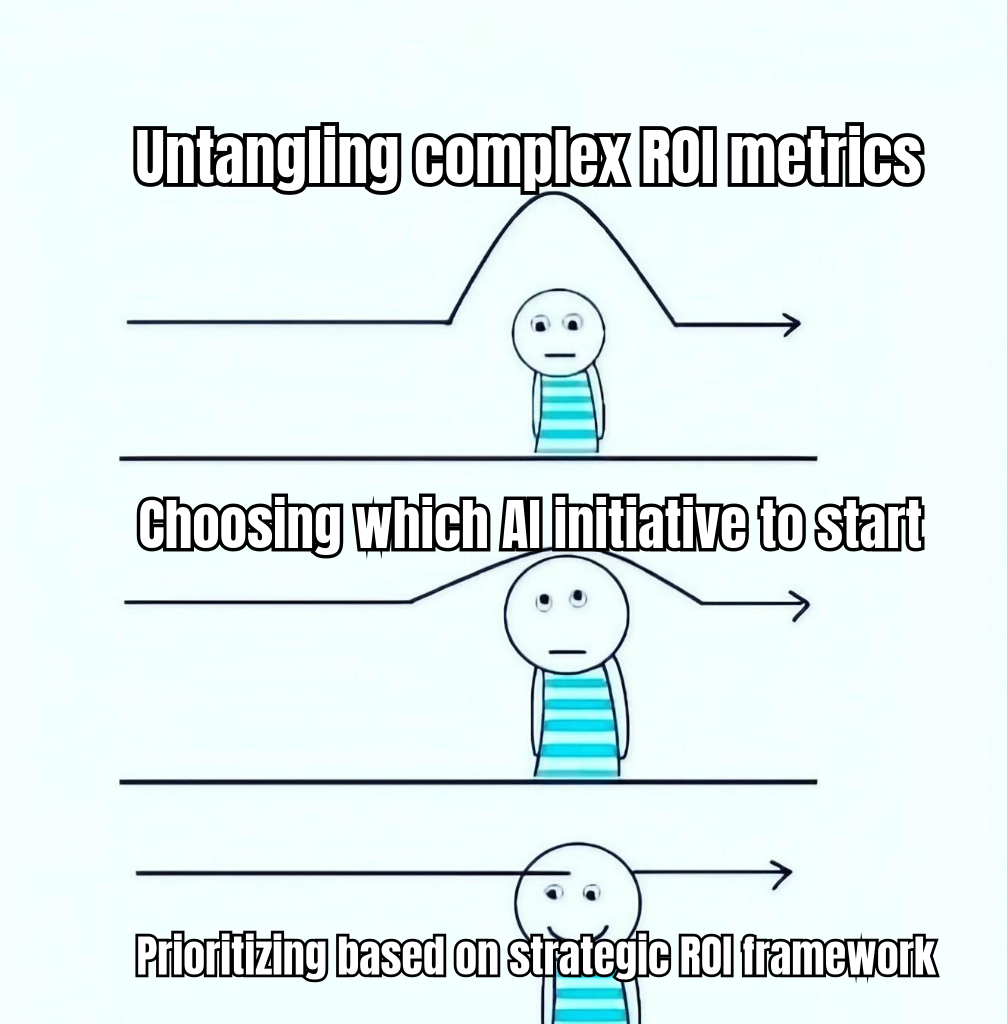 Untangling complex ROI metrics
Choosing which AI initiative to start
Prioritizing based on strategic ROI framework